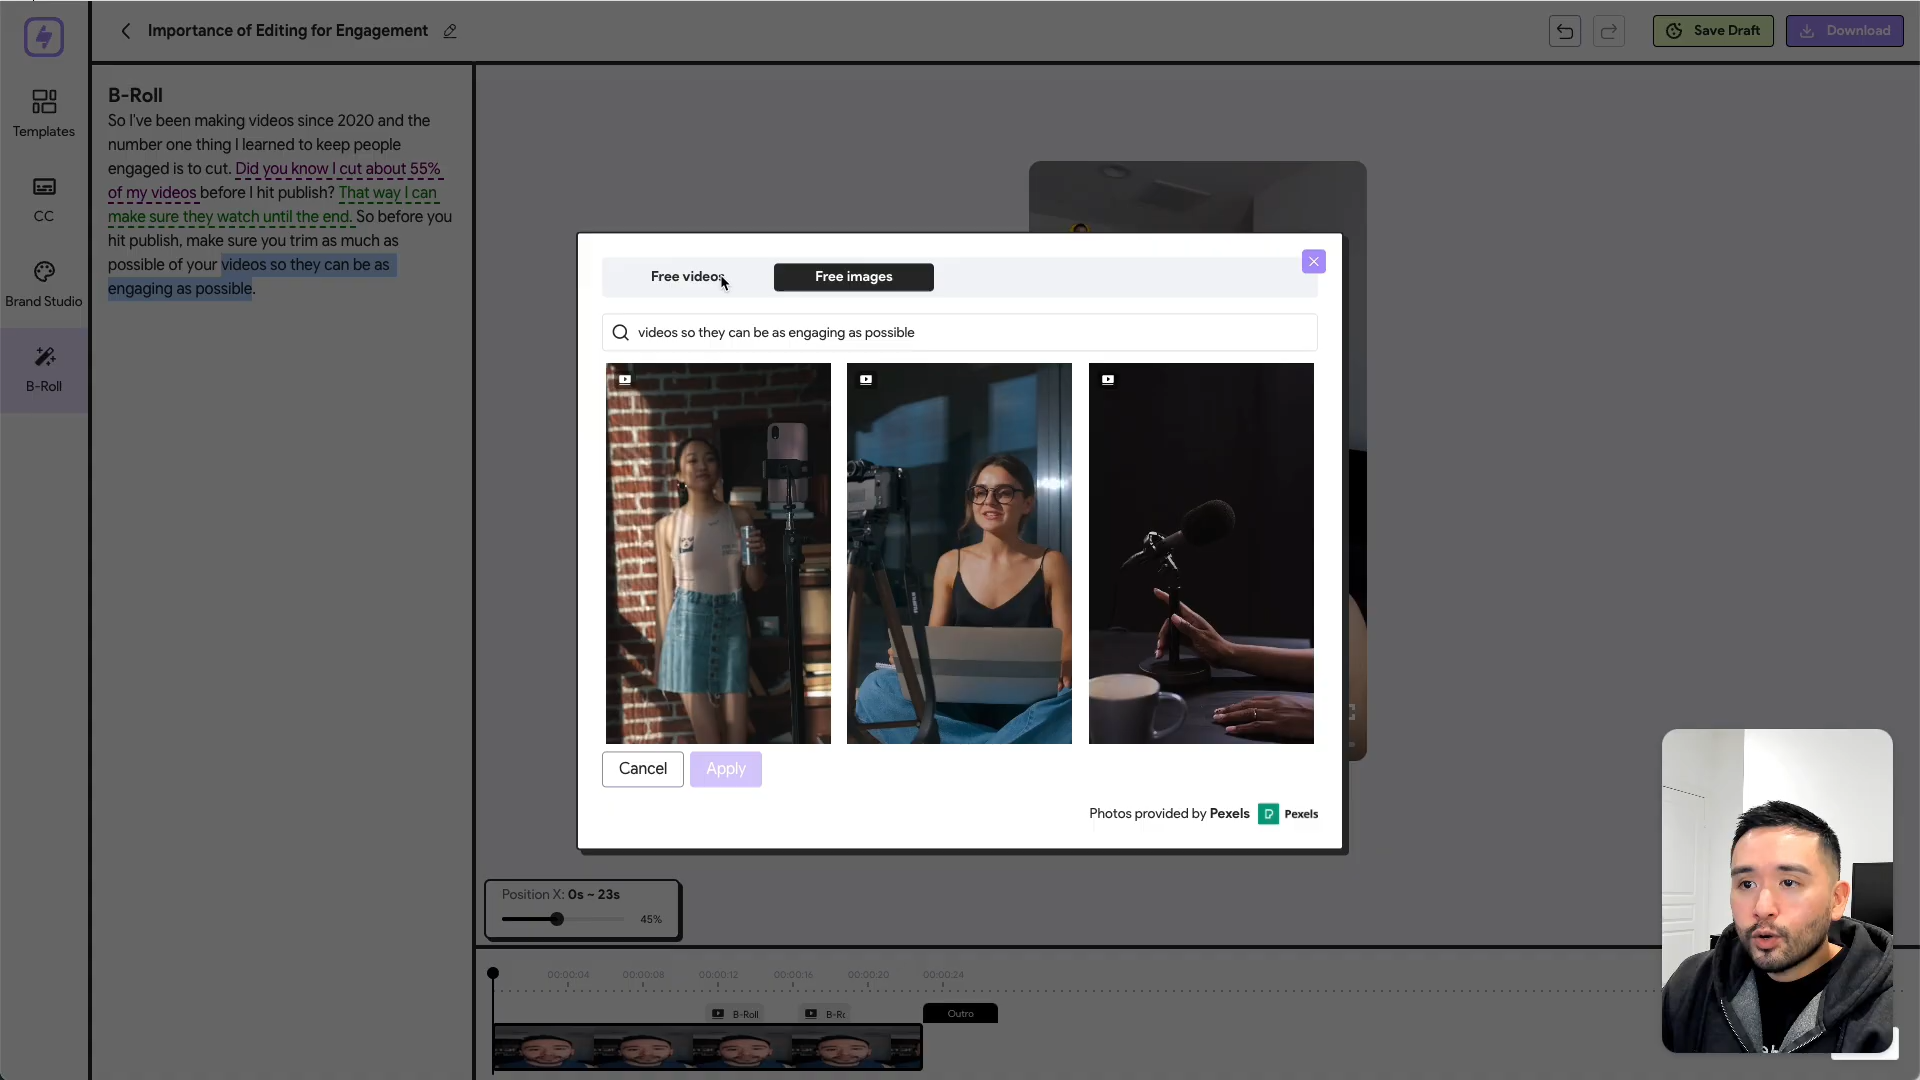 Importance of Editing for Engagement
Save Draft
Download
Templates
CC
Brand Studio
B-Roll
B-Roll
So I've been making videos since 2020 and the
number one thing I learned to keep people
engaged is to cut. Did you know I cut about 55%
of my videos before I hit publish? That way I can
make sure they watch until the end. So before you
hit publish, make sure you trim as much as
possible of your videos so they can be as
engaging as possible.
Free videos
Free images
videos so they can be as engaging as possible
Cancel
Apply
Photos provided by Pexels
Pexels
Position X: 0s ~ 23s
45%
00:00:04
00:00:08
00:00:12
00:00:16
00:00:20
00:00:24
B-Roll
B-Rc
Outro